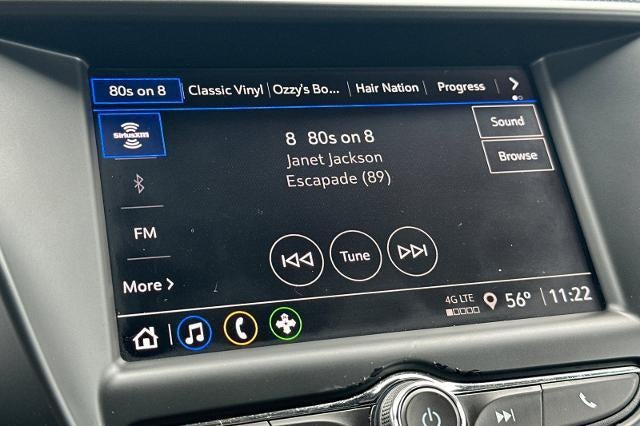 80s on 8 Classic Vinyl Ozzy's Bo... Hair Nation Progress
SiriusXM
8 80s on 8
Janet Jackson
Escapade (89)
Sound
Browse
FM
More
Tune
4G LTE
56° 11:22